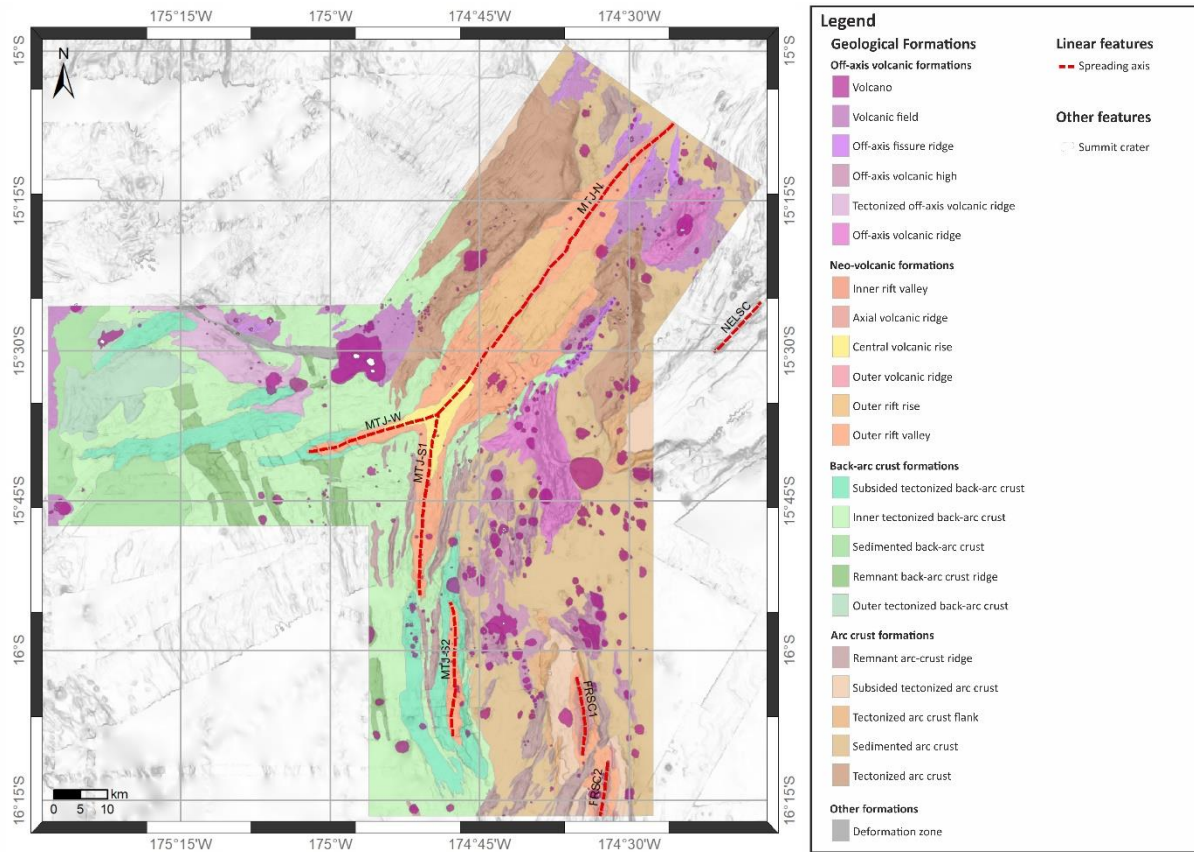 175°15'W
175°W
174°45'W
174°30'W
15°S
15°15'S
15°30'S
15°45'S
16°S
16°15'S
N
MTJ-N
NELSC
MTJ-W
MTJ-S1
MTJ-S2
FRSC1
FRSC2
0 5 10 km
15°S
15°15'S
15°30'S
15°45'S
16°S
16°15'S
175°15'W
175°W
174°45'W
174°30'W
Legend
Geological Formations
Off-axis volcanic formations
Volcano
Volcanic field
Off-axis fissure ridge
Off-axis volcanic high
Tectonized off-axis volcanic ridge
Off-axis volcanic ridge
Neo-volcanic formations
Inner rift valley
Axial volcanic ridge
Central volcanic rise
Outer volcanic ridge
Outer rift rise
Outer rift valley
Back-arc crust formations
Subsided tectonized back-arc crust
Inner tectonized back-arc crust
Sedimented back-arc crust
Remnant back-arc crust ridge
Outer tectonized back-arc crust
Arc crust formations
Remnant arc-crust ridge
Subsided tectonized arc crust
Tectonized arc crust flank
Sedimented arc crust
Tectonized arc crust
Other formations
Deformation zone
Linear features
Spreading axis
Other features
Summit crater